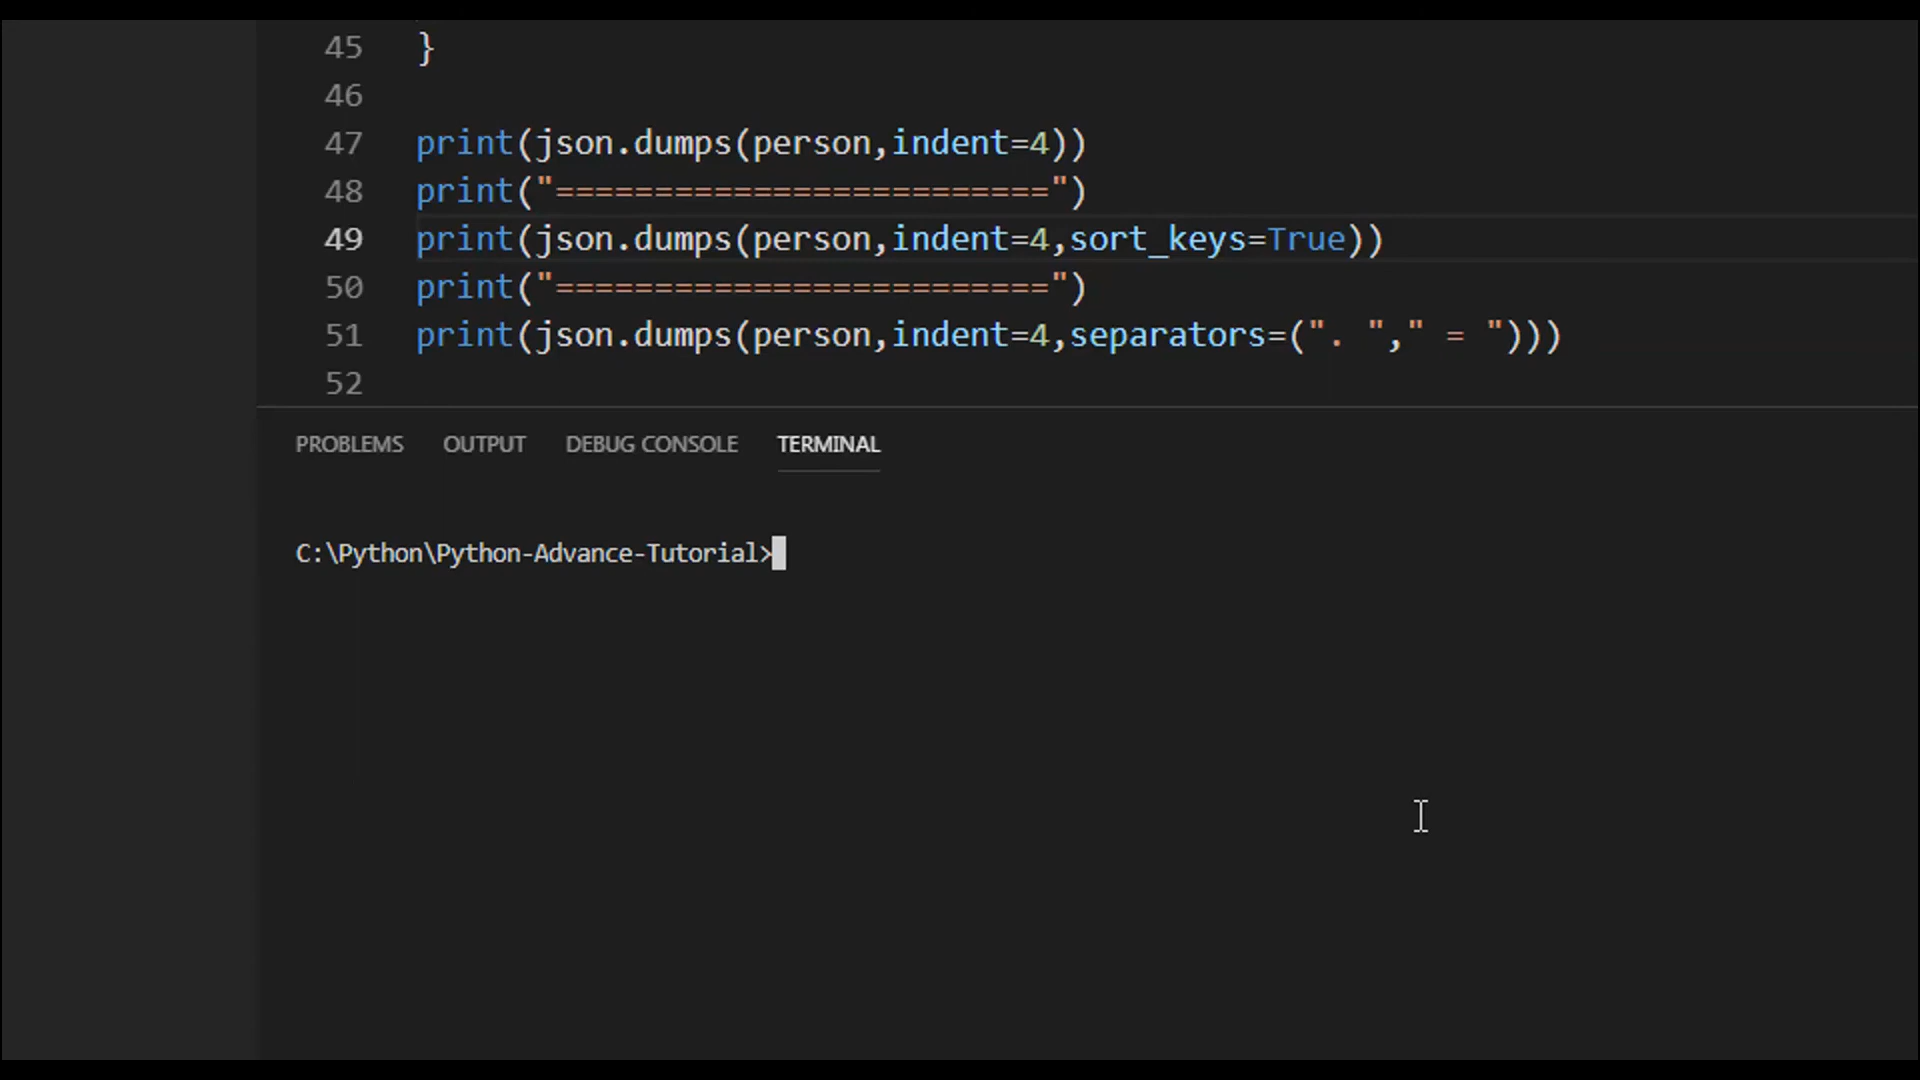 45 }
46
47 print(json.dumps(person,indent=4))
48 print("=========================")
49 print(json.dumps(person,indent=4,sort_keys=True))
50 print("=========================")
51 print(json.dumps(person,indent=4,separators=(". "," = ")))
52
PROBLEMS OUTPUT DEBUG CONSOLE TERMINAL
C:\Python\Python-Advance-Tutorial>